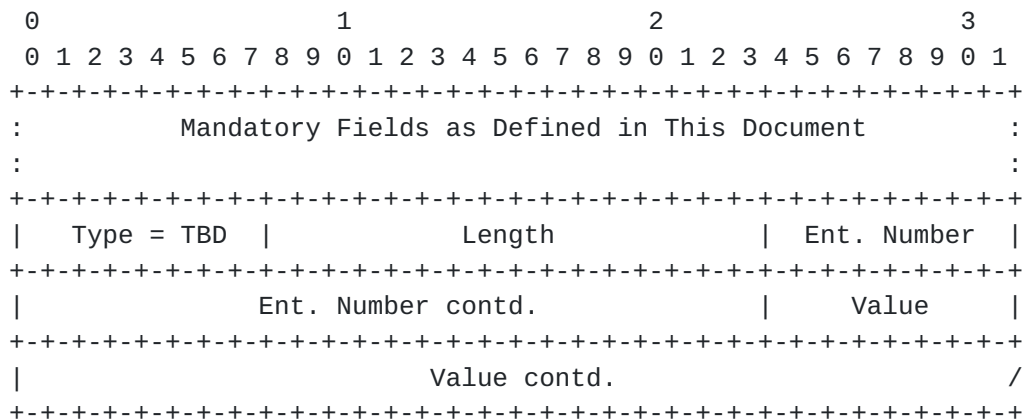 0                   1                   2                   3
 0 1 2 3 4 5 6 7 8 9 0 1 2 3 4 5 6 7 8 9 0 1 2 3 4 5 6 7 8 9 0 1
+-+-+-+-+-+-+-+-+-+-+-+-+-+-+-+-+-+-+-+-+-+-+-+-+-+-+-+-+-+-+-+-+
:          Mandatory Fields as Defined in This Document         :
:                                                               :
+-+-+-+-+-+-+-+-+-+-+-+-+-+-+-+-+-+-+-+-+-+-+-+-+-+-+-+-+-+-+-+-+
|   Type = TBD  |            Length             |  Ent. Number  |
+-+-+-+-+-+-+-+-+-+-+-+-+-+-+-+-+-+-+-+-+-+-+-+-+-+-+-+-+-+-+-+-+
|               Ent. Number contd.              |     Value     |
+-+-+-+-+-+-+-+-+-+-+-+-+-+-+-+-+-+-+-+-+-+-+-+-+-+-+-+-+-+-+-+-+
|                          Value contd.                         /
+-+-+-+-+-+-+-+-+-+-+-+-+-+-+-+-+-+-+-+-+-+-+-+-+-+-+-+-+-+-+-+-+